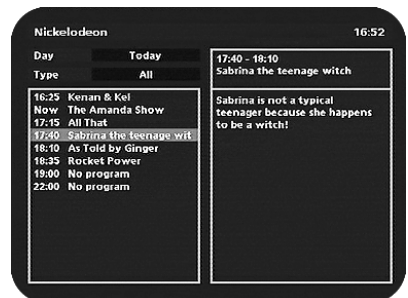 Nickelodeon 16:52
Day Today
Type All
16:25 Kenan & Kel
Now The Amanda Show
17:15 All That
17:40 Sabrina the teenage wit
18:10 As Told by Ginger
18:35 Rocket Power
19:00 No program
22:00 No program
17:40 - 18:10
Sabrina the teenage witch
Sabrina is not a typical
teenager because she happens
to be a witch!